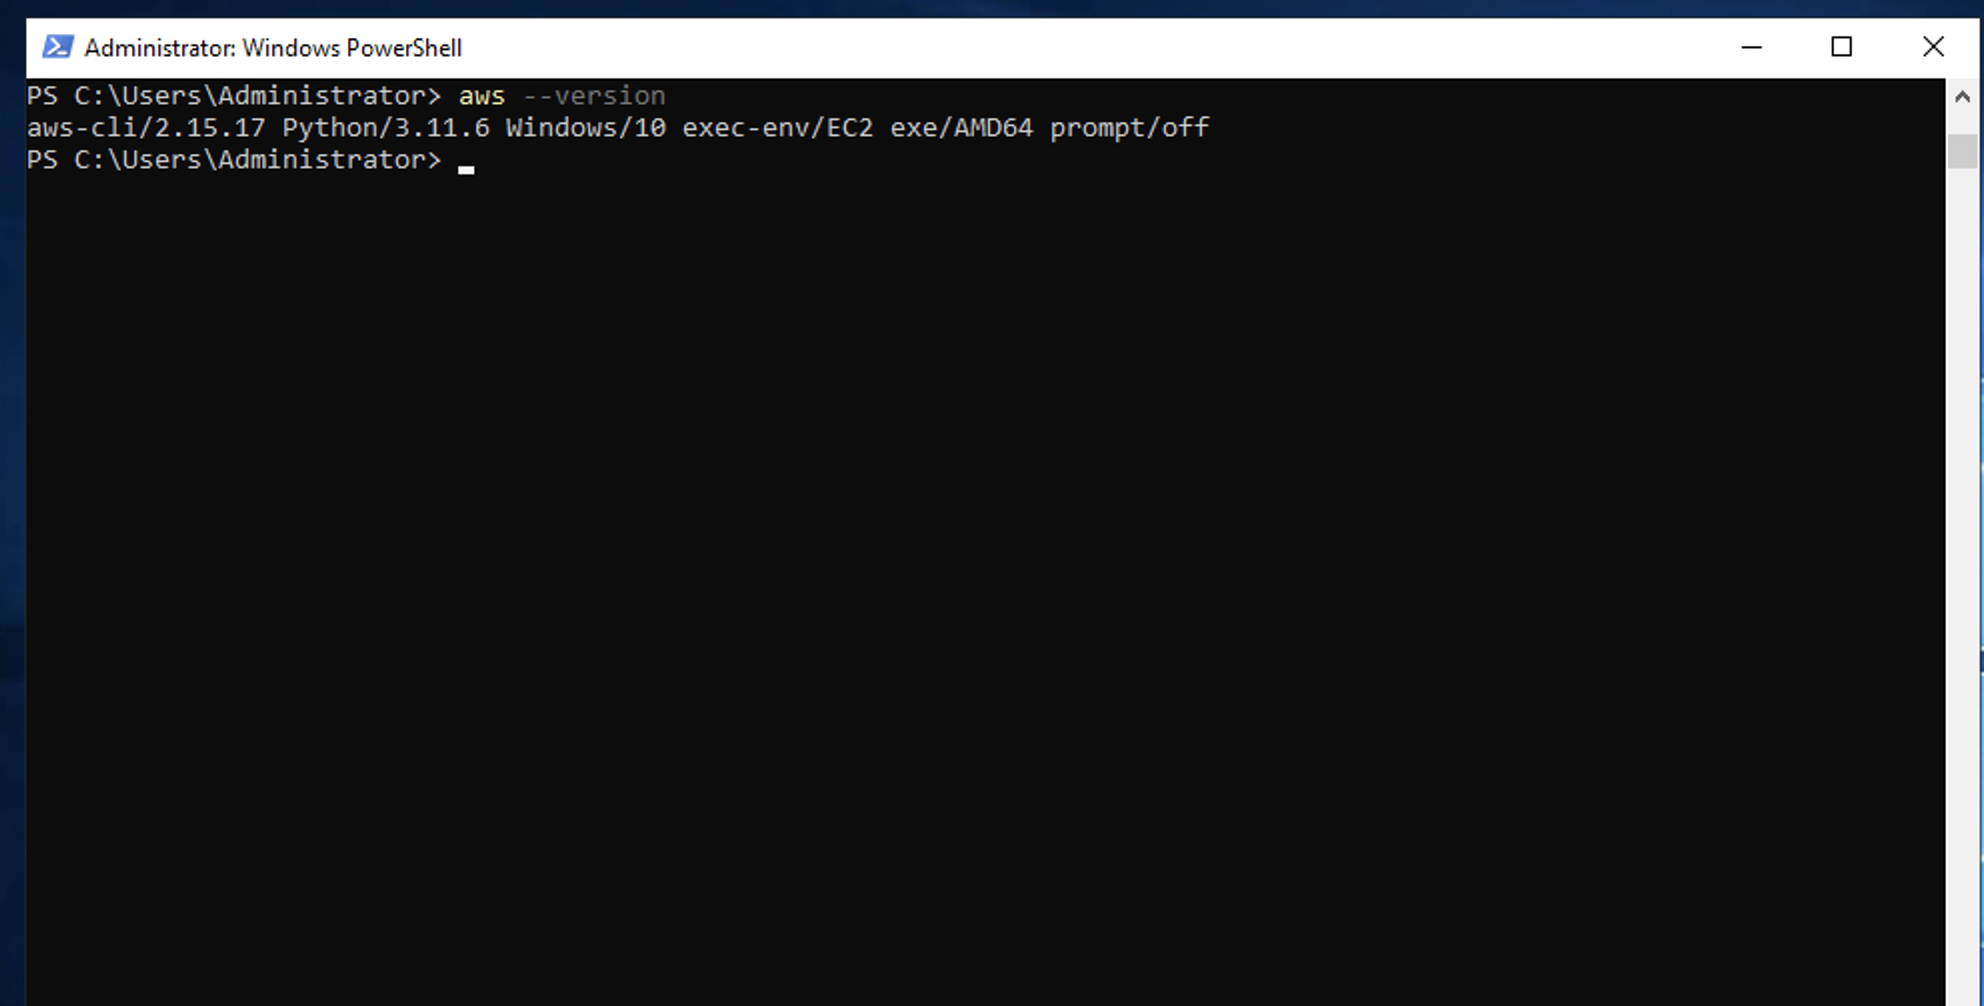 Administrator: Windows PowerShell
PS C:\Users\Administrator> aws --version
aws-cli/2.15.17 Python/3.11.6 Windows/10 exec-env/EC2 exe/AMD64 prompt/off
PS C:\Users\Administrator>